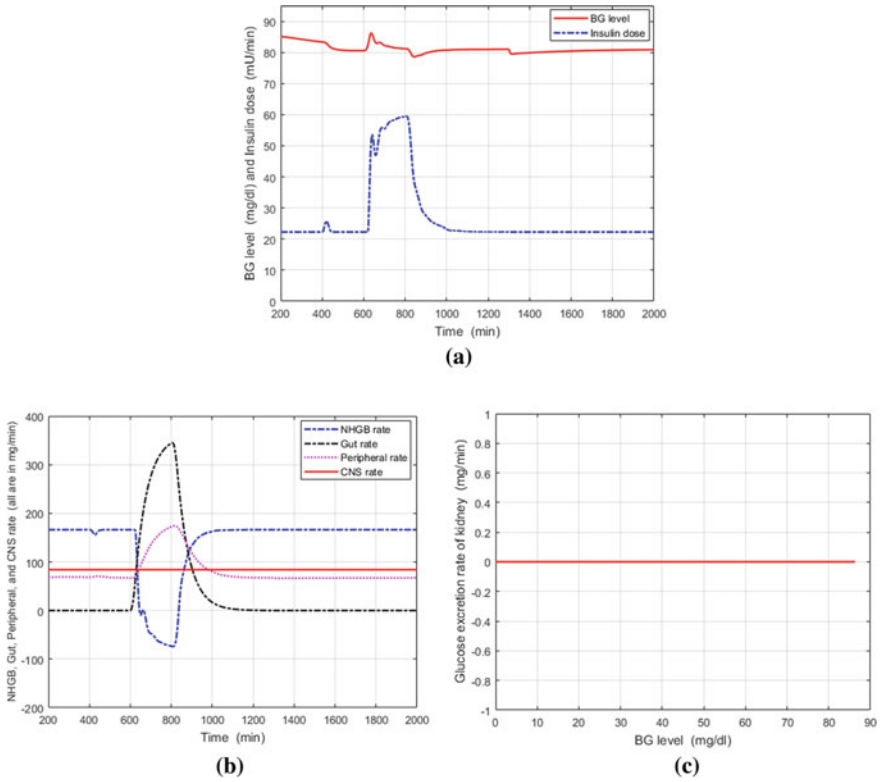 BG level
Insulin dose
BG level (mg/dl) and Insulin dose (mU/min)
90
80
70
60
50
40
30
20
10
0
200 400 600 800 1000 1200 1400 1600 1800 2000
Time (min)
(a)
NHGB rate
Gut rate
Peripheral rate
CNS rate
NHGB, Gut, Peripheral, and CNS rate (all are in mg/min)
400
300
200
100
0
-100
-200
200 400 600 800 1000 1200 1400 1600 1800 2000
Time (min)
(b)
Glucose excretion rate of kidney (mg/min)
1
0.8
0.6
0.4
0.2
0
-0.2
-0.4
-0.6
-0.8
-1
0 10 20 30 40 50 60 70 80 90
BG level (mg/dl)
(c)